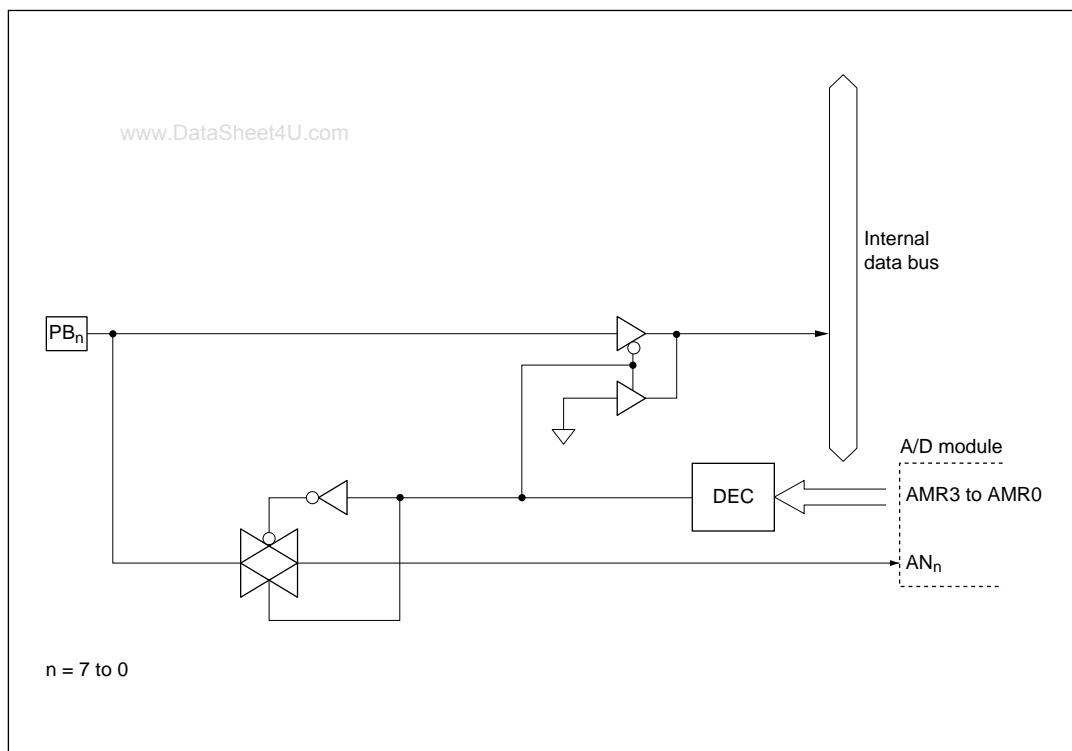 www.DataSheet4U.com
Internal
data bus
PBn
A/D module
DEC
AMR3 to AMR0
ANn
n = 7 to 0